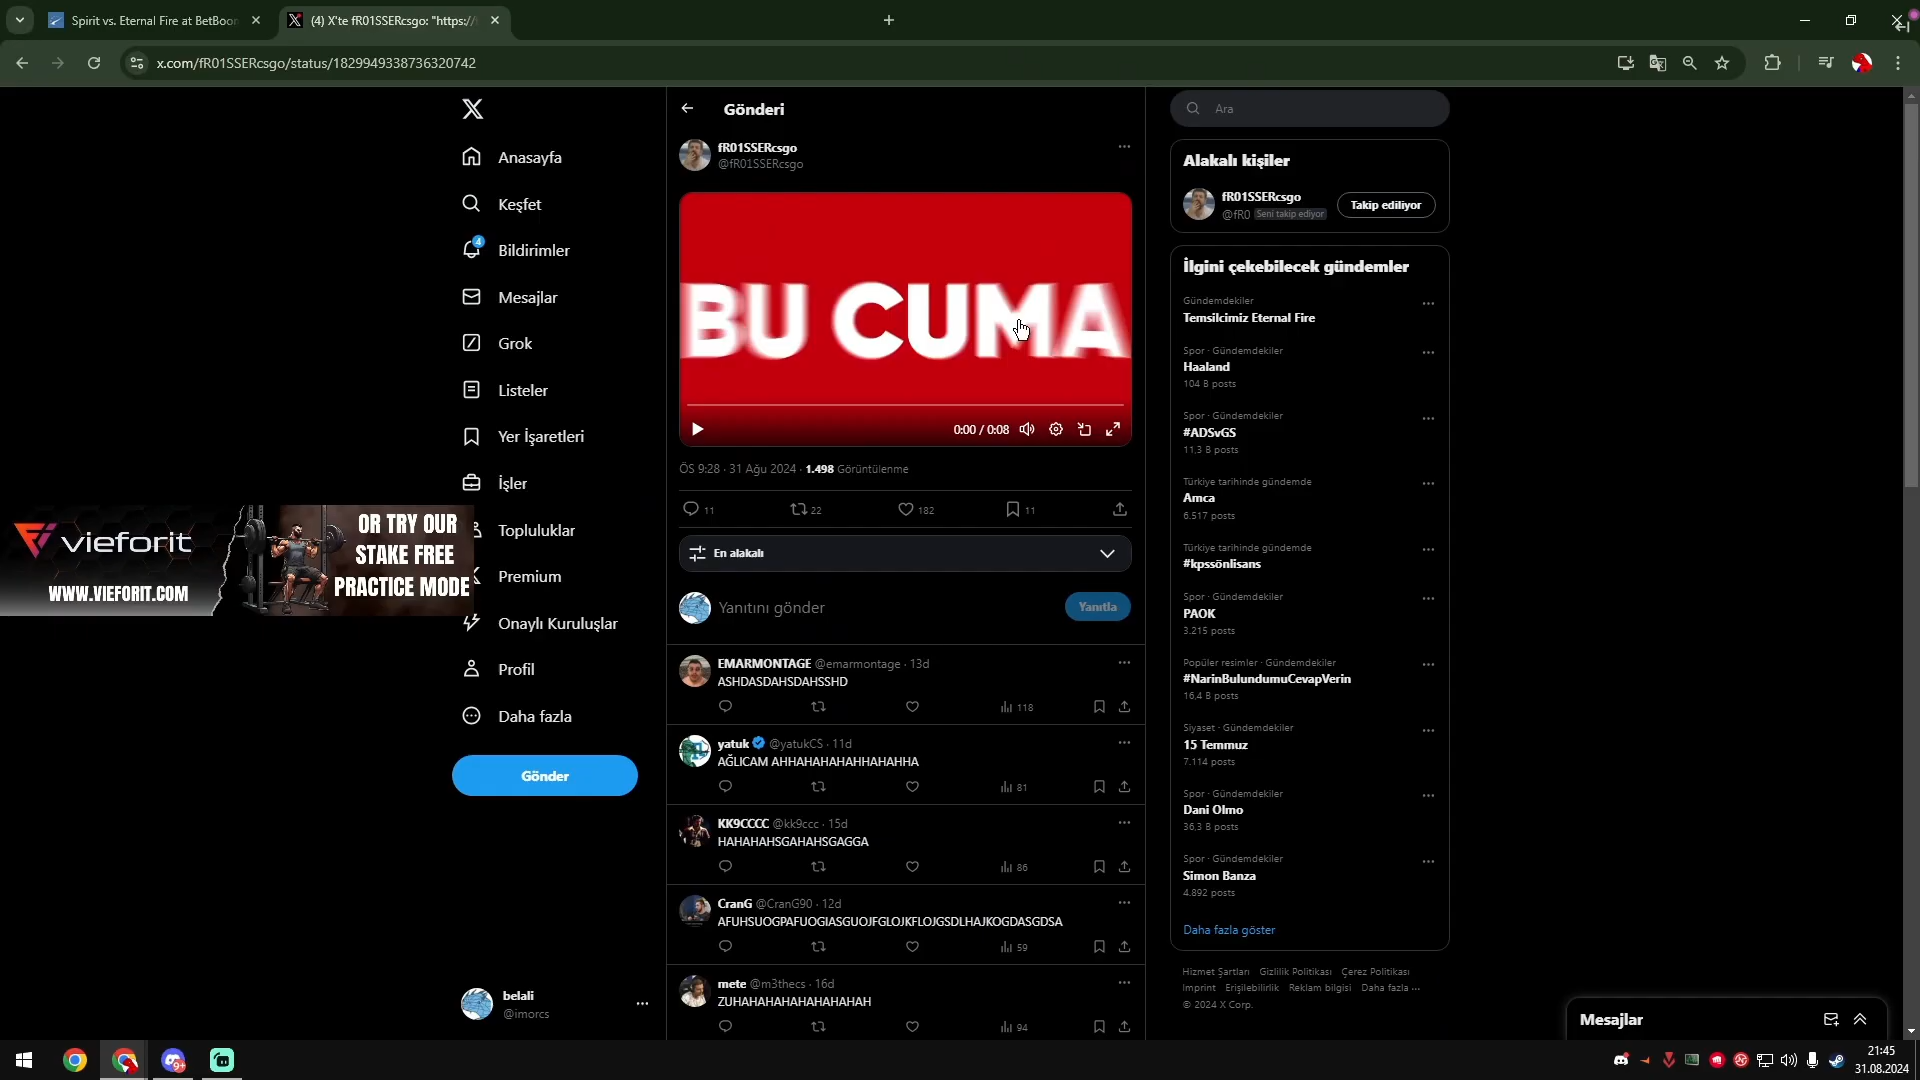 Spirit vs. Eternal Fire at BetBoom
(4) X'te fR01SSERcsgo: "https://
x.com/fR01SSERcsgo/status/1829949338736320742
Gönderi
Ara
Anasayfa
Keşfet
4
Bildirimler
Mesajlar
Grok
Listeler
Yer İşaretleri
İşler
Topluluklar
Premium
Onaylı Kuruluşlar
Profil
Daha fazla
Gönder
belali
@imorcs
vieforit
WWW.VIEFORIT.COM
OR TRY OUR
STAKE FREE
PRACTICE MODE
fR01SSERcsgo
@fR01SSERcsgo
BU CUMA
0:00 / 0:08
ÖS 9:28 · 31 Ağu 2024 · 1.498 Görüntülenme
11 22 182 11
En alakalı
Yanıtını gönder
Yanıtla
EMARMONTAGE @emarmontage · 13d
ASHDASDAHSDAHSSHD
118
yatuk @yatukCS · 11d
AĞLICAM AHHAHAHAHAHHAHAHHA
81
KK9CCCC @kk9ccc · 15d
HAHAHAHSGAHAHSGAGGA
86
CranG @CranG90 · 12d
AFUHSUOGPAFUOGIASGUOJFGLOJKFLOJGSDLHAJKOGDASGDSA
59
mete @m3thecs · 16d
ZUHAHAHAHAHAHAHAHAH
94
Alakalı kişiler
fR01SSERcsgo
@fR0 Seni takip ediyor
Takip ediliyor
İlgini çekebilecek gündemler
Gündemdekiler
Temsilcimiz Eternal Fire
Spor · Gündemdekiler
Haaland
104 B posts
Spor · Gündemdekiler
#ADSvGS
11,3 B posts
Türkiye tarihinde gündemde
Amca
6.517 posts
Türkiye tarihinde gündemde
#kpssönlisans
Spor · Gündemdekiler
PAOK
3.215 posts
Popüler resimler · Gündemdekiler
#NarinBulundumuCevapVerin
16,4 B posts
Siyaset · Gündemdekiler
15 Temmuz
7.114 posts
Spor · Gündemdekiler
Dani Olmo
36,3 B posts
Spor · Gündemdekiler
Simon Banza
4.892 posts
Daha fazla göster
Hizmet Şartları Gizlilik Politikası Çerez Politikası
Imprint Erişilebilirlik Reklam bilgisi Daha fazla ···
© 2024 X Corp.
Mesajlar
9+
21:45
31.08.2024